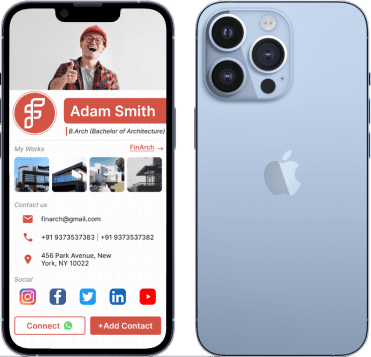 Adam Smith
B.Arch (Bachelor of Architecture)
My Works
FinArch →
Contact us
finarch@gmail.com
+91 9373537383 | +91 9373537382
456 Park Avenue, New
York, NY 10022
Social
Connect
+Add Contact